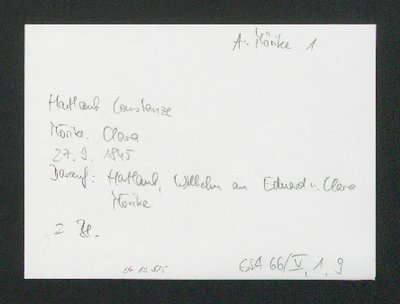 A: Mörike 1
Hartlaub, Constanze
Mörike, Clara
27.9.1845
Darauf: Hartlaub, Wilhelm an Eduard u. Clara
Mörike
2 Bl.
GSA 66/V, 1, 9